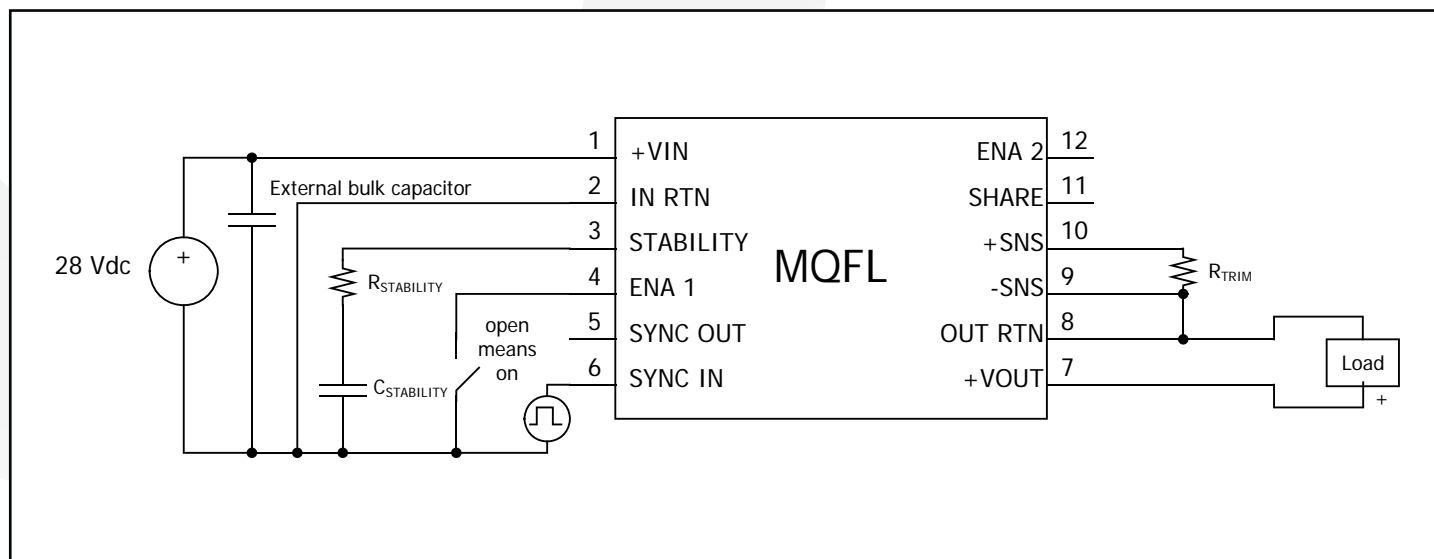 1
+VIN
ENA 2
12
External bulk capacitor
2
IN RTN
SHARE
11
3
STABILITY
+SNS
10
28 Vdc
+
RSTABILITY
MQFL
RTRIM
4
ENA 1
-SNS
9
open
means
on
5
SYNC OUT
OUT RTN
8
CSTABILITY
6
SYNC IN
+VOUT
7
Load
+